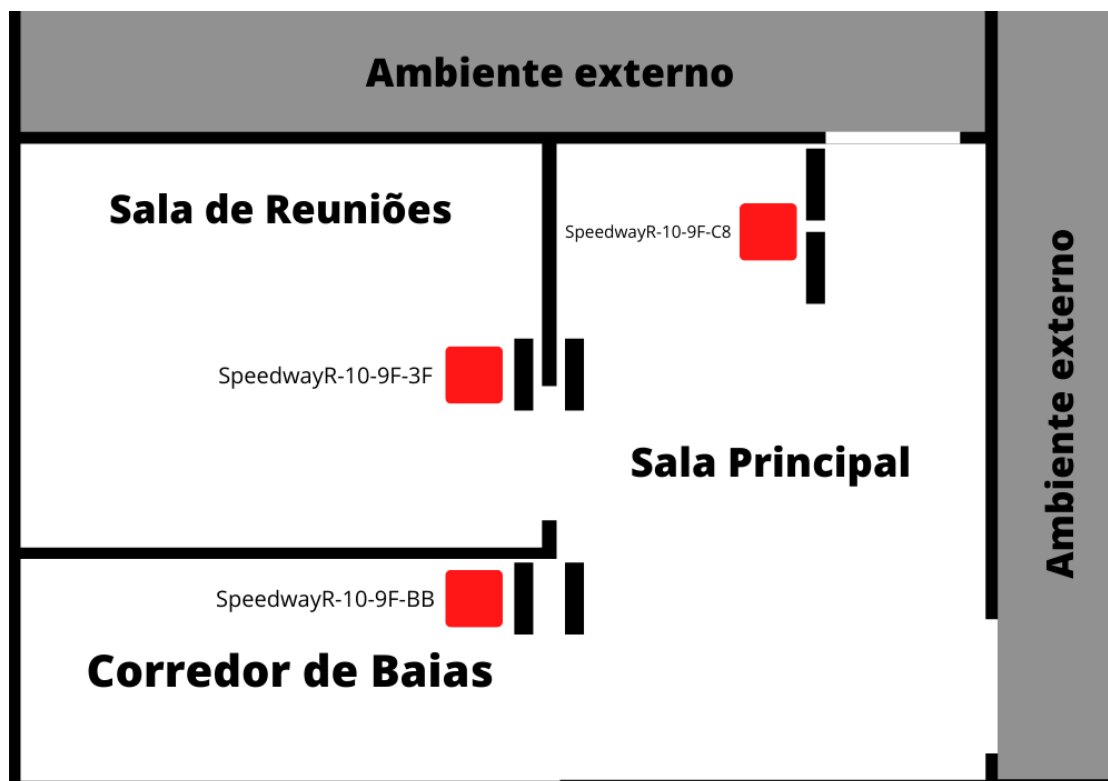 Ambiente externo
Sala de Reuniões
SpeedwayR-10-9F-C8
SpeedwayR-10-9F-3F
Sala Principal
Ambiente externo
SpeedwayR-10-9F-BB
Corredor de Baias